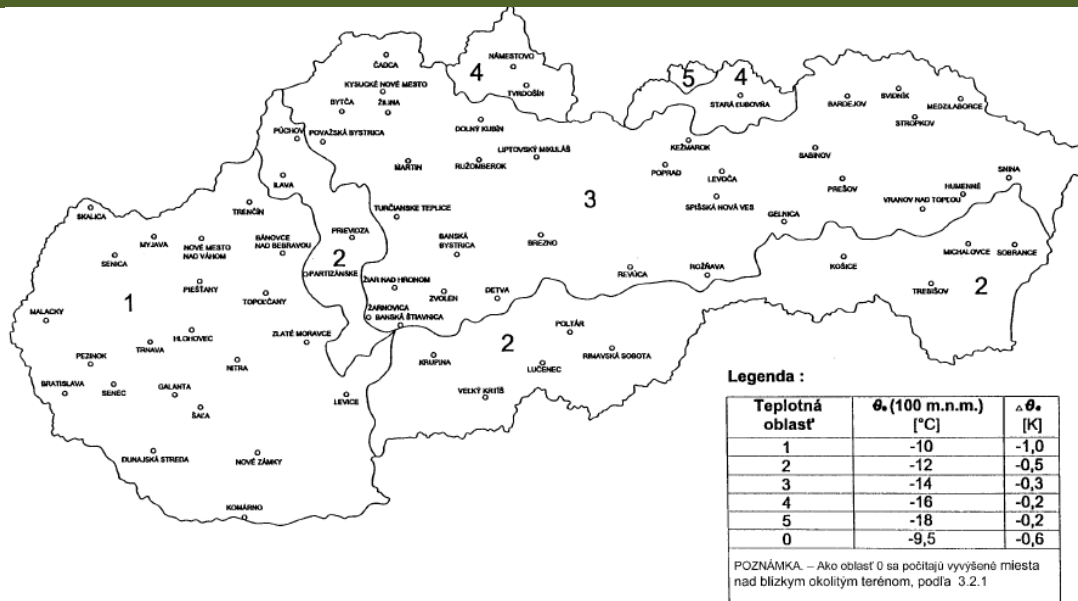 ČADCA
NÁMESTOVO
4
TVRDOŠÍN
5
4
STARÁ ĽUBOVŇA
KYSUCKÉ NOVÉ MESTO
BYTČA
ŽILINA
BARDEJOV
SVIDNÍK
MEDZILABORCE
STROPKOV
PÚCHOV
POVAŽSKÁ BYSTRICA
DOLNÝ KUBÍN
LIPTOVSKÝ MIKULÁŠ
MARTIN
RUŽOMBEROK
KEŽMAROK
SABINOV
POPRAD
LEVOČA
ILAVA
PREŠOV
SNINA
HUMENNÉ
3
SPIŠSKÁ NOVÁ VES
VRANOV NAD TOPĽOU
SKALICA
TRENČÍN
TURČIANSKE TEPLICE
GELNICA
MYJAVA
NOVÉ MESTO
NAD VÁHOM
BÁNOVCE
NAD BEBRAVOU
PRIEVIDZA
BANSKÁ
BYSTRICA
BREZNO
MICHALOVCE
SOBRANCE
SENICA
2
PARTIZÁNSKE
KOŠICE
REVÚCA
ROŽŇAVA
1
PIEŠŤANY
TOPOĽČANY
ŽIAR NAD HRONOM
ZVOLEN
DETVA
TREBIŠOV
2
MALACKY
ŽARNOVICA
BANSKÁ ŠTIAVNICA
HLOHOVEC
ZLATÉ MORAVCE
POLTÁR
TRNAVA
2
RIMAVSKÁ SOBOTA
PEZINOK
NITRA
KRUPINA
LUČENEC
BRATISLAVA
SENEC
GALANTA
LEVICE
VEĽKÝ KRTÍŠ
ŠAĽA
DUNAJSKÁ STREDA
NOVÉ ZÁMKY
KOMÁRNO
Legenda :
Teplotná oblasť θe (100 m.n.m.) [°C] △θe [K]
1 -10 -1,0
2 -12 -0,5
3 -14 -0,3
4 -16 -0,2
5 -18 -0,2
0 -9,5 -0,6
POZNÁMKA. – Ako oblasť 0 sa počítajú vyvýšené miesta
nad blízkym okolitým terénom, podľa 3.2.1